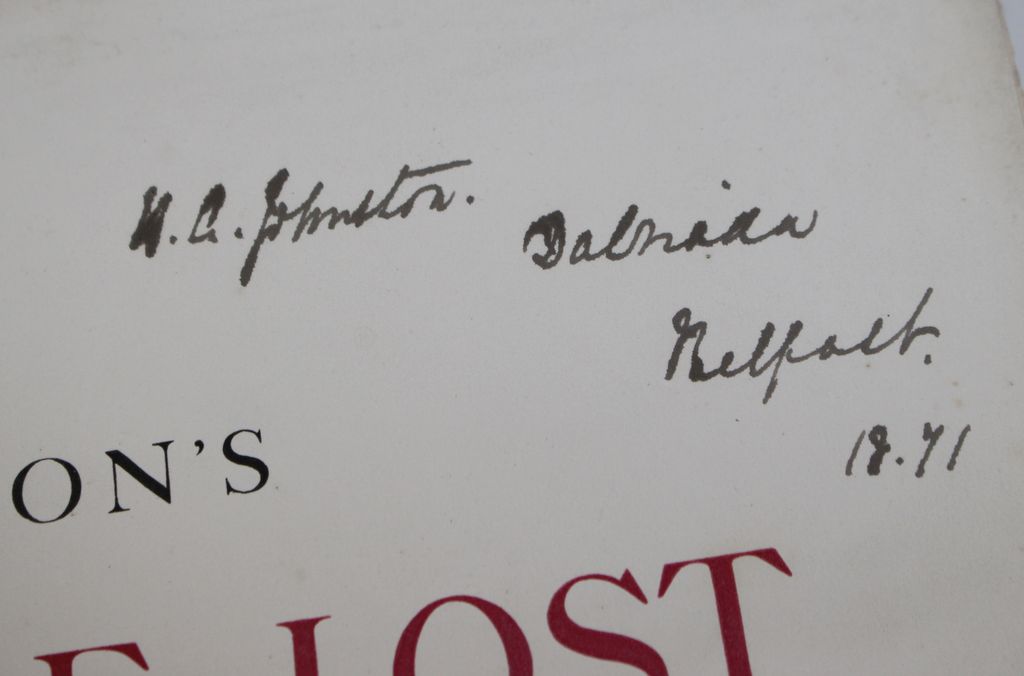 H. C. Johnston. Dalriada
Belfast.
18.71
ON'S
E LOST